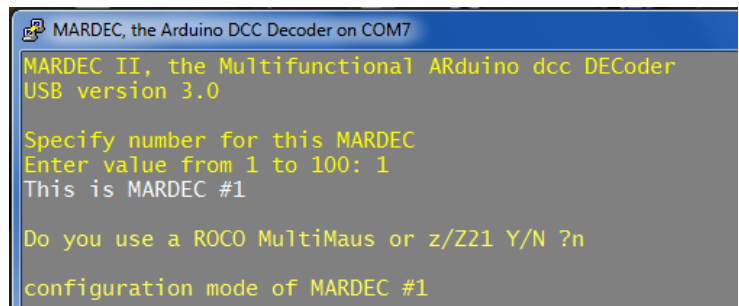 MARDEC, the Arduino DCC Decoder on COM7
MARDEC II, the Multifunctional ARduino dcc DECoder
USB version 3.0
Specify number for this MARDEC
Enter value from 1 to 100: 1
This is MARDEC #1
Do you use a ROCO MultiMaus or z/Z21 Y/N ?n
configuration mode of MARDEC #1